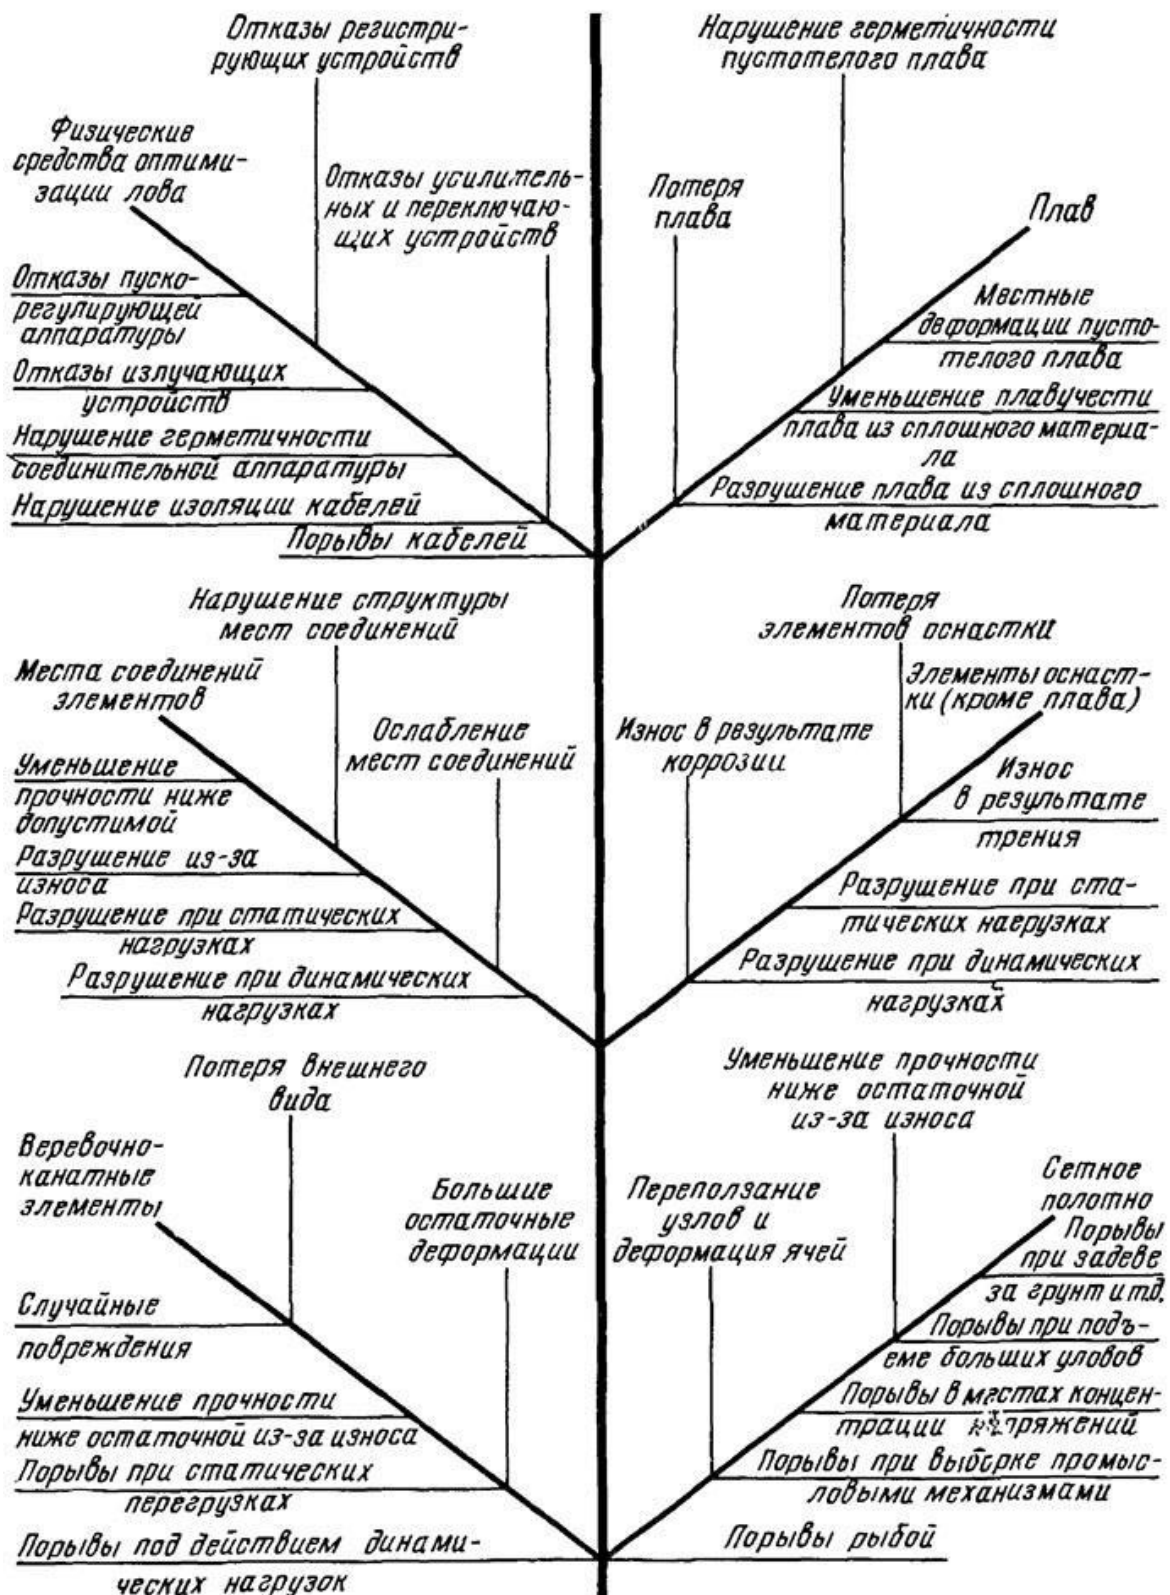 Отказы регистри-
рующих устройств
Нарушение герметичности
пустотелого плава
Физические
средства оптими-
зации лова
Отказы усилитель-
ных и переключаю-
щих устройств
Потеря
плава
Плав
Отказы пуско-
регулирующей
аппаратуры
Местные
деформации пусто-
телого плава
Отказы излучающих
устройств
Уменьшение плавучести
плава из сплошного материа-
ла
Нарушение герметичности
соединительной аппаратуры
Разрушение плава из сплошного
материала
Нарушение изоляции кабелей
Порывы кабелей
Нарушение структуры
мест соединений
Потеря
элементов оснастки
Места соединений
элементов
Элементы оснаст-
ки (кроме плава)
Ослабление
мест соединений
Износ в результате
коррозии
Уменьшение
прочности ниже
допустимой
Износ
в результате
трения
Разрушение из-за
износа
Разрушение при ста-
тических нагрузках
Разрушение при статических
нагрузках
Разрушение при динамических
нагрузках
Разрушение при динамических
нагрузках
Потеря внешнего
вида
Уменьшение прочности
ниже остаточной
из-за износа
Веревочно-
канатные
элементы
Большие
остаточные
деформации
Переползание
узлов и
деформация ячей
Сетное
полотно
Порывы
при задеве
за грунт и т.д.
Случайные
повреждения
Порывы при подъ-
еме больших уловов
Уменьшение прочности
ниже остаточной из-за износа
Порывы в местах концен-
трации напряжений
Порывы при статических
перегрузках
Порывы при выборке промыс-
ловыми механизмами
Порывы под действием динами-
ческих нагрузок
Порывы рыбой